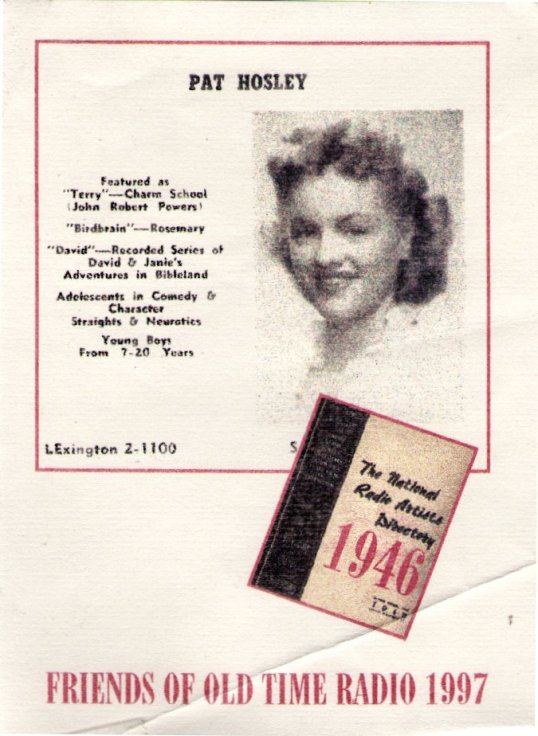 PAT HOSLEY
Featured as
"Terry"—Charm School
(John Robert Powers)
"Birdbrain"—Rosemary
"David"—Recorded Series of
David & Janie's
Adventures in Bibleland
Adolescents in Comedy &
Character
Straights & Neurotics
Young Boys
From 7-20 Years
LExington 2-1100
S
The National
Radio Artists
Directory
1946
FRIENDS OF OLD TIME RADIO 1997